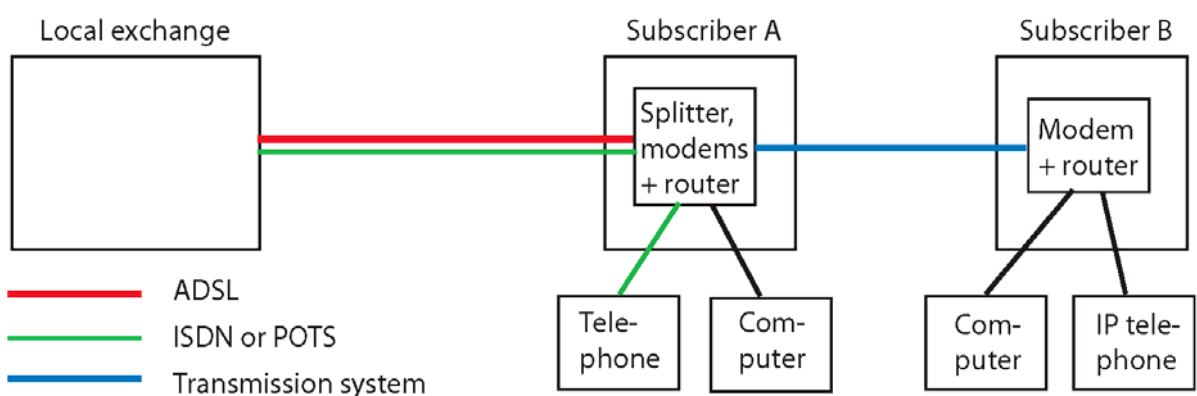 Local exchange
Subscriber A
Subscriber B
Splitter,
modems
+ router
Modem
+ router
ADSL
ISDN or POTS
Transmission system
Tele-
phone
Com-
puter
Com-
puter
IP tele-
phone